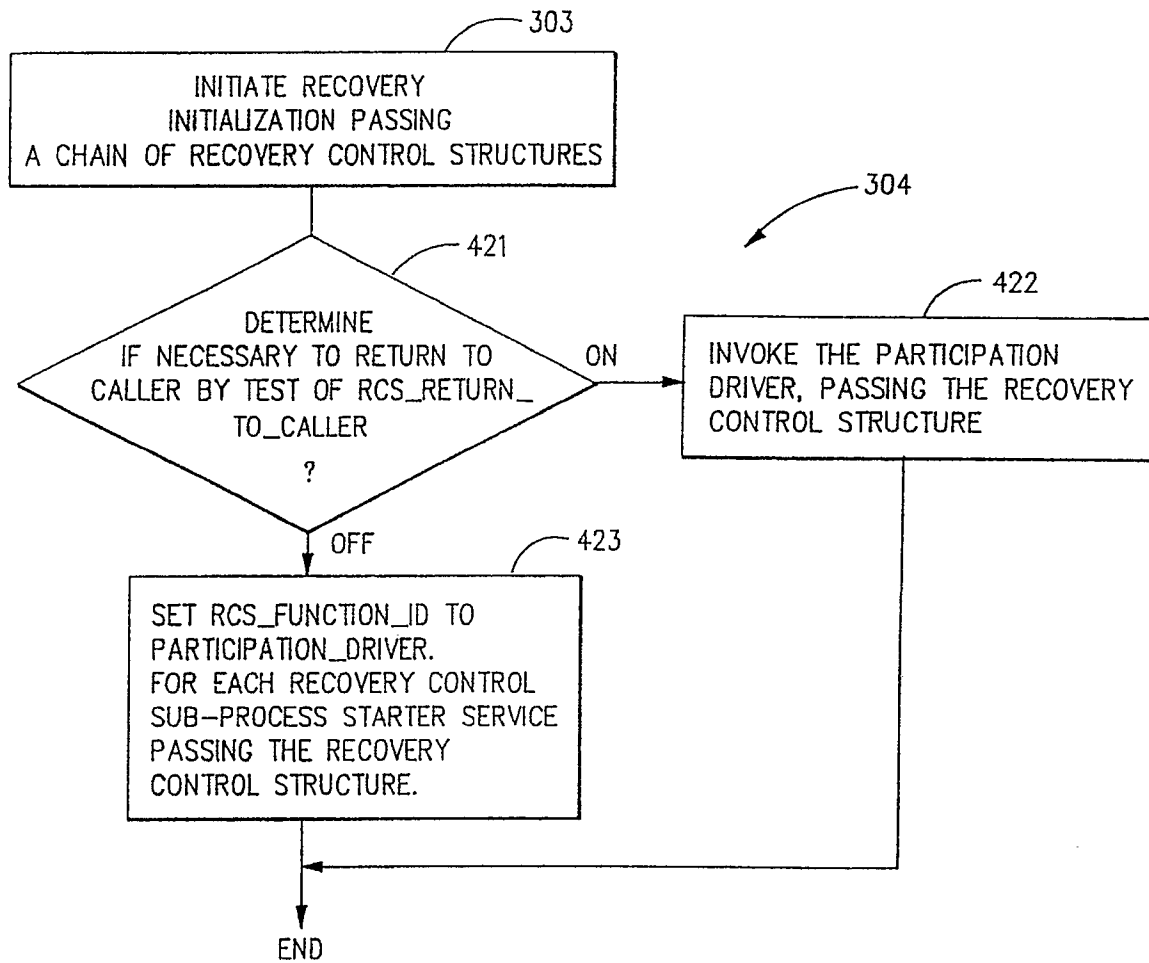 303
INITIATE RECOVERY
INITIALIZATION PASSING
A CHAIN OF RECOVERY CONTROL STRUCTURES
304
421
DETERMINE
IF NECESSARY TO RETURN TO
CALLER BY TEST OF RCS_RETURN_
TO_CALLER
?
ON
422
INVOKE THE PARTICIPATION
DRIVER, PASSING THE RECOVERY
CONTROL STRUCTURE
OFF
423
SET RCS_FUNCTION_ID TO
PARTICIPATION_DRIVER.
FOR EACH RECOVERY CONTROL
SUB-PROCESS STARTER SERVICE
PASSING THE RECOVERY
CONTROL STRUCTURE.
END